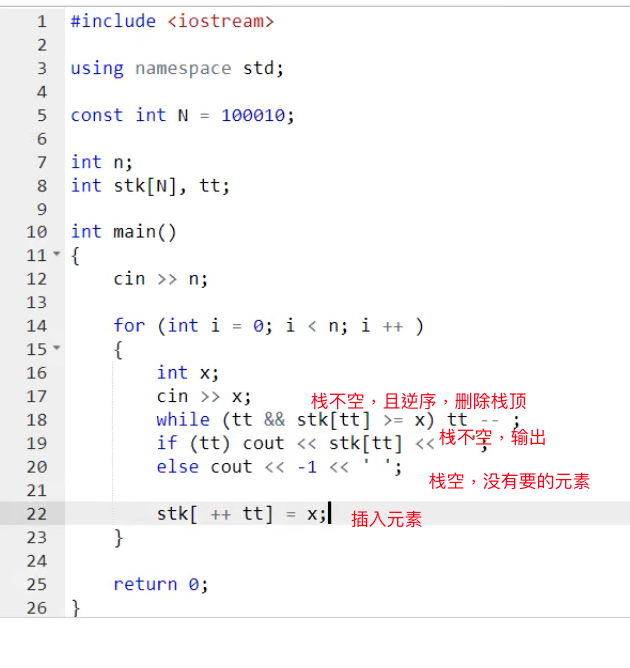 1 #include <iostream>
2
3 using namespace std;
4
5 const int N = 100010;
6
7 int n;
8 int stk[N], tt;
9
10 int main()
11 {
12 cin >> n;
13
14 for (int i = 0; i < n; i ++ )
15 {
16 int x;
17 cin >> x;
栈不空，且逆序，删除栈顶
18 while (tt && stk[tt] >= x) tt -- ;
19 if (tt) cout << stk[tt] << ';
栈不空，输出
20 else cout << -1 << ' ';
栈空，没有要的元素
21
22 stk[ ++ tt] = x;
插入元素
23 }
24
25 return 0;
26 }